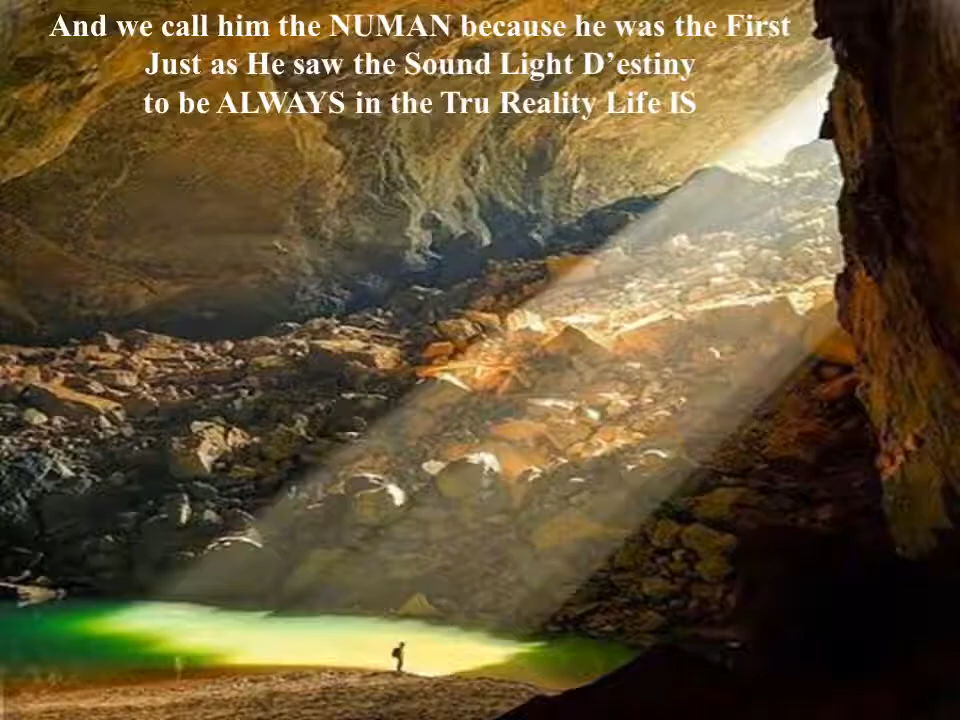 And we call him the NUMAN because he was the First
Just as He saw the Sound Light D’estiny
to be ALWAYS in the Tru Reality Life IS